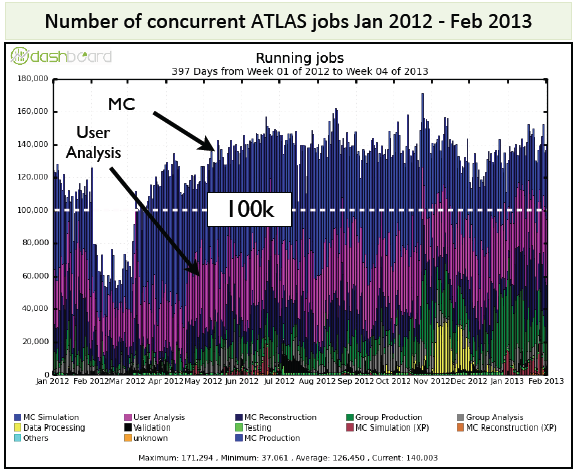 Number of concurrent ATLAS jobs Jan 2012 - Feb 2013
dashboard
Running jobs
397 Days from Week 01 of 2012 to Week 04 of 2013
180,000
160,000
140,000
120,000
100,000
80,000
60,000
40,000
20,000
0
MC
User
Analysis
100k
Jan 2012 Feb 2012 Mar 2012 Apr 2012 May 2012 Jun 2012 Jul 2012 Aug 2012 Sep 2012 Oct 2012 Nov 2012 Dec 2012 Jan 2013 Feb 2013
MC Simulation User Analysis MC Reconstruction Group Production Group Analysis
Data Processing Validation Testing MC Simulation (XP) MC Reconstruction (XP)
Others unknown MC Production
Maximum: 171,294 , Minimum: 37,061 , Average: 126,450 , Current: 140,003